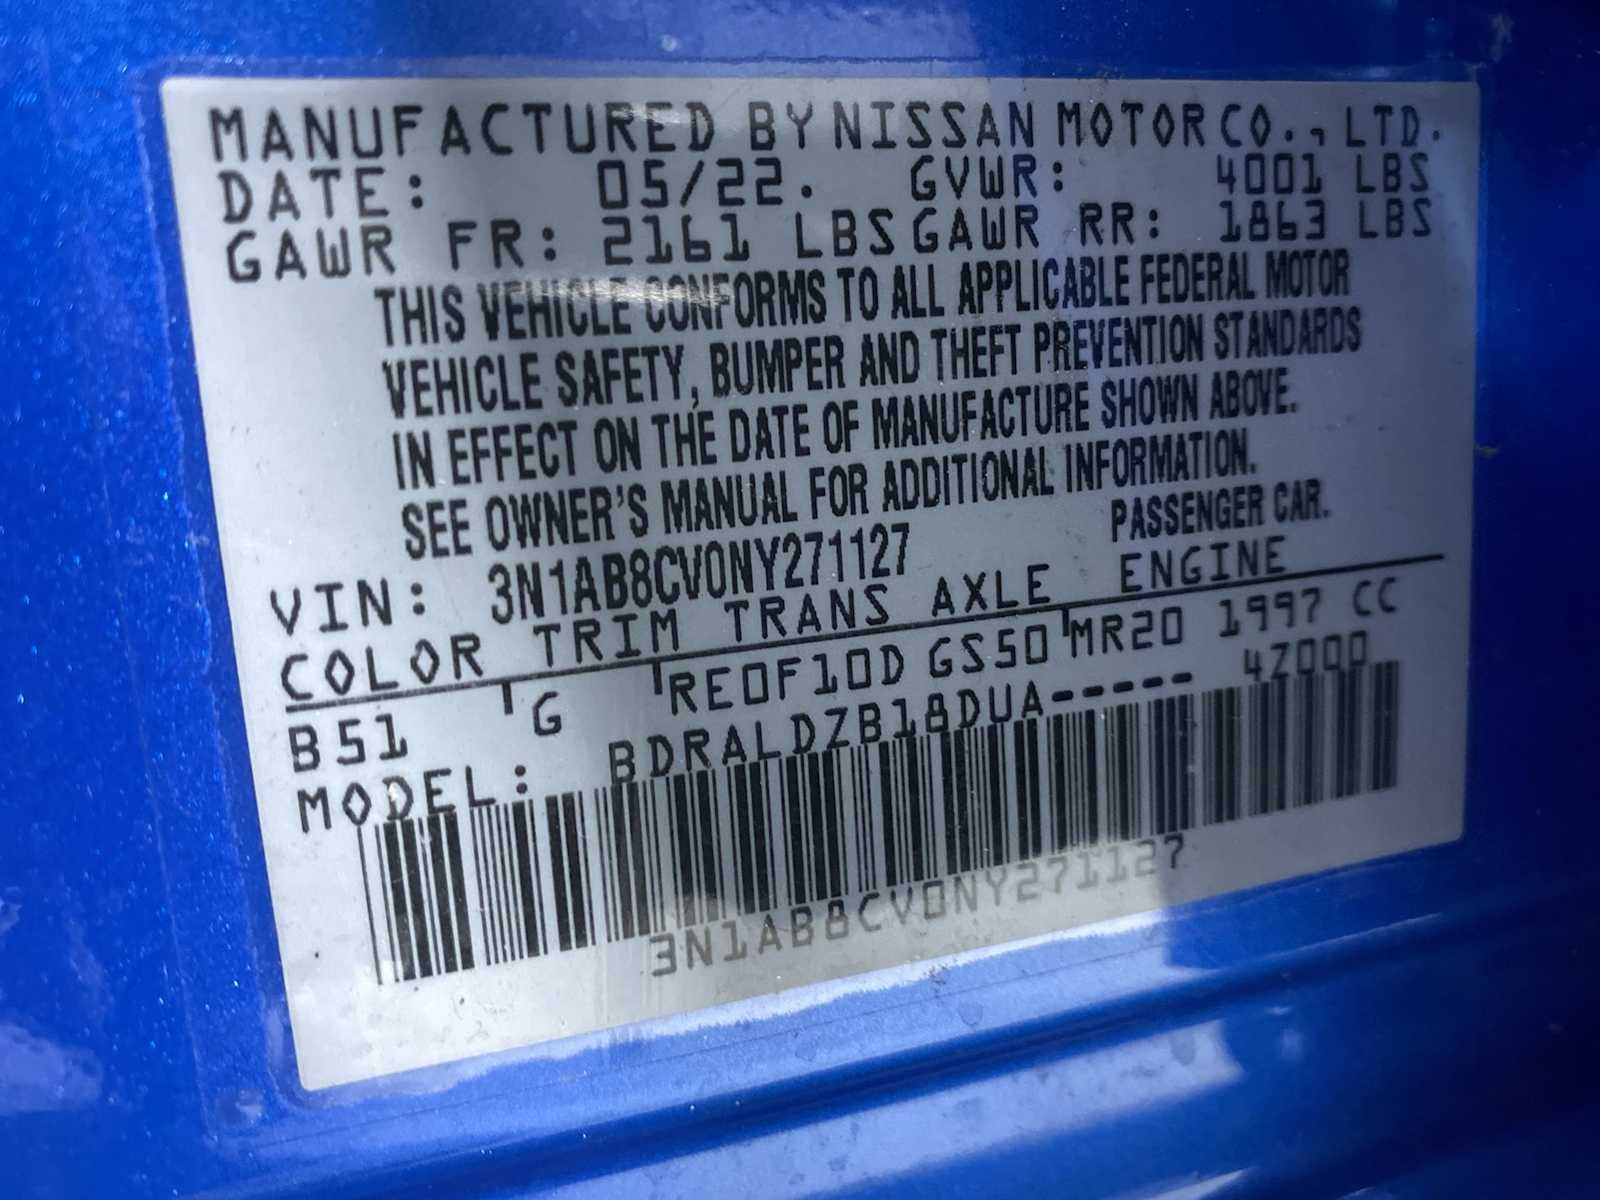 MANUFACTURED BY NISSAN MOTOR CO., LTD.
DATE: 05/22. GVWR: 4001 LBS
GAWR FR: 2161 LBS GAWR RR: 1863 LBS
THIS VEHICLE CONFORMS TO ALL APPLICABLE FEDERAL MOTOR
VEHICLE SAFETY, BUMPER AND THEFT PREVENTION STANDARDS
IN EFFECT ON THE DATE OF MANUFACTURE SHOWN ABOVE.
SEE OWNER'S MANUAL FOR ADDITIONAL INFORMATION.
VIN: 3N1AB8CV0NY271127 PASSENGER CAR.
COLOR TRIM TRANS AXLE ENGINE
B51 G RE0F10D GS50 MR20 1997 CC
MODEL: BDRALDZB18DUA----- 4Z000
3N1AB8CV0NY271127